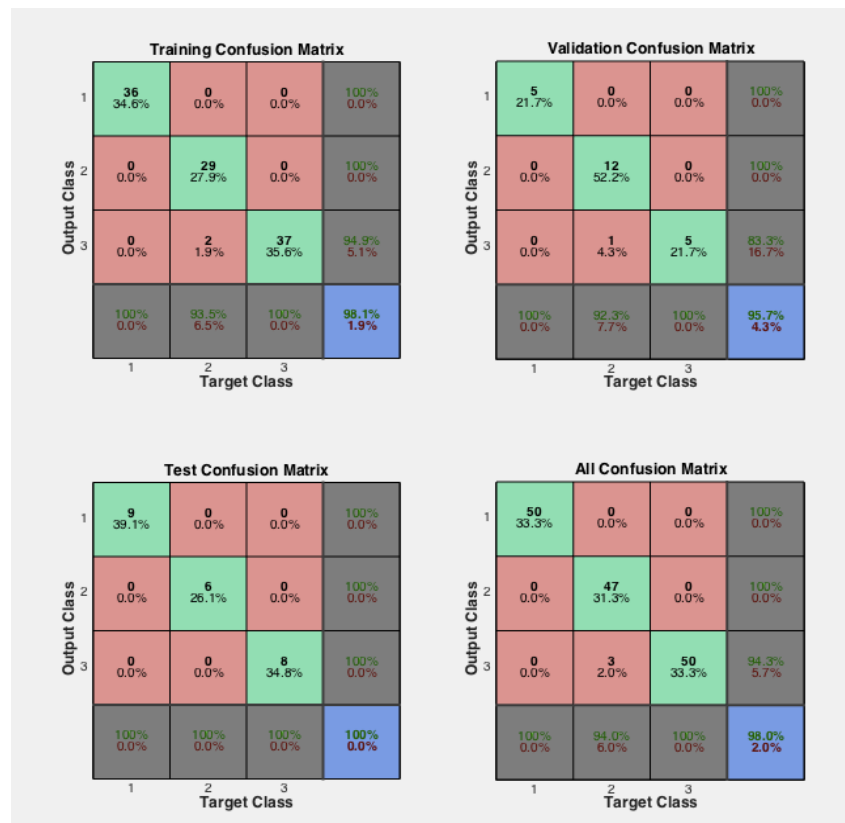 Training Confusion Matrix
Output Class
1
36 0 0 100%
34.6% 0.0% 0.0% 0.0%
2
0 29 0 100%
0.0% 27.9% 0.0% 0.0%
3
0 2 37 94.9%
0.0% 1.9% 35.6% 5.1%
100% 93.5% 100% 98.1%
0.0% 6.5% 0.0% 1.9%
1 2 3
Target Class
Validation Confusion Matrix
Output Class
1
5 0 0 100%
21.7% 0.0% 0.0% 0.0%
2
0 12 0 100%
0.0% 52.2% 0.0% 0.0%
3
0 1 5 83.3%
0.0% 4.3% 21.7% 16.7%
100% 92.3% 100% 95.7%
0.0% 7.7% 0.0% 4.3%
1 2 3
Target Class
Test Confusion Matrix
Output Class
1
9 0 0 100%
39.1% 0.0% 0.0% 0.0%
2
0 6 0 100%
0.0% 26.1% 0.0% 0.0%
3
0 0 8 100%
0.0% 0.0% 34.8% 0.0%
100% 100% 100% 100%
0.0% 0.0% 0.0% 0.0%
1 2 3
Target Class
All Confusion Matrix
Output Class
1
50 0 0 100%
33.3% 0.0% 0.0% 0.0%
2
0 47 0 100%
0.0% 31.3% 0.0% 0.0%
3
0 3 50 94.3%
0.0% 2.0% 33.3% 5.7%
100% 94.0% 100% 98.0%
0.0% 6.0% 0.0% 2.0%
1 2 3
Target Class